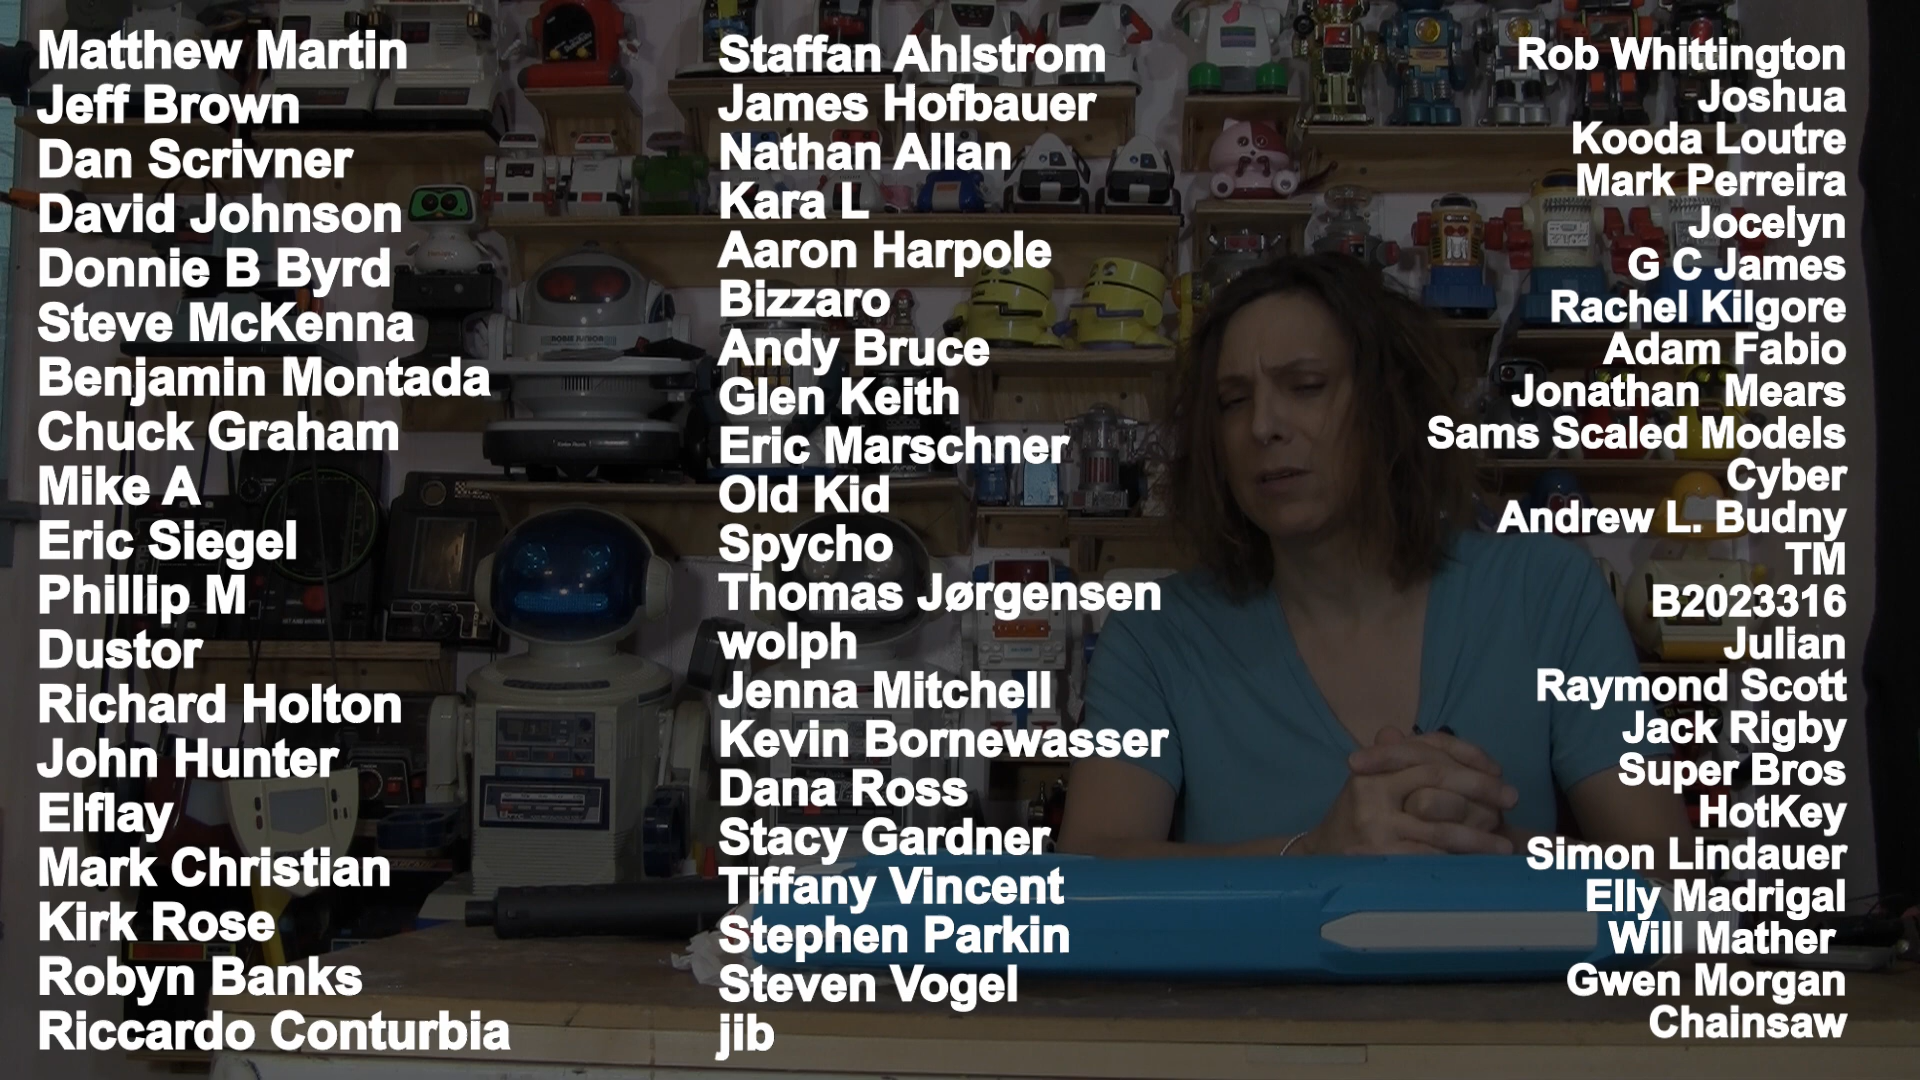 Matthew Martin
Jeff Brown
Dan Scrivner
David Johnson
Donnie B Byrd
Steve McKenna
Benjamin Montada
Chuck Graham
Mike A
Eric Siegel
Phillip M
Dustor
Richard Holton
John Hunter
Elflay
Mark Christian
Kirk Rose
Robyn Banks
Riccardo Conturbia
Staffan Ahlstrom
James Hofbauer
Nathan Allan
Kara L
Aaron Harpole
Bizzaro
Andy Bruce
Glen Keith
Eric Marschner
Old Kid
Spycho
Thomas Jørgensen
wolph
Jenna Mitchell
Kevin Bornewasser
Dana Ross
Stacy Gardner
Tiffany Vincent
Stephen Parkin
Steven Vogel
jib
Rob Whittington
Joshua
Kooda Loutre
Mark Perreira
Jocelyn
G C James
Rachel Kilgore
Adam Fabio
Jonathan Mears
Sams Scaled Models
Cyber
Andrew L. Budny
TM
B2023316
Julian
Raymond Scott
Jack Rigby
Super Bros
HotKey
Simon Lindauer
Elly Madrigal
Will Mather
Gwen Morgan
Chainsaw
ROBIE JUNIOR